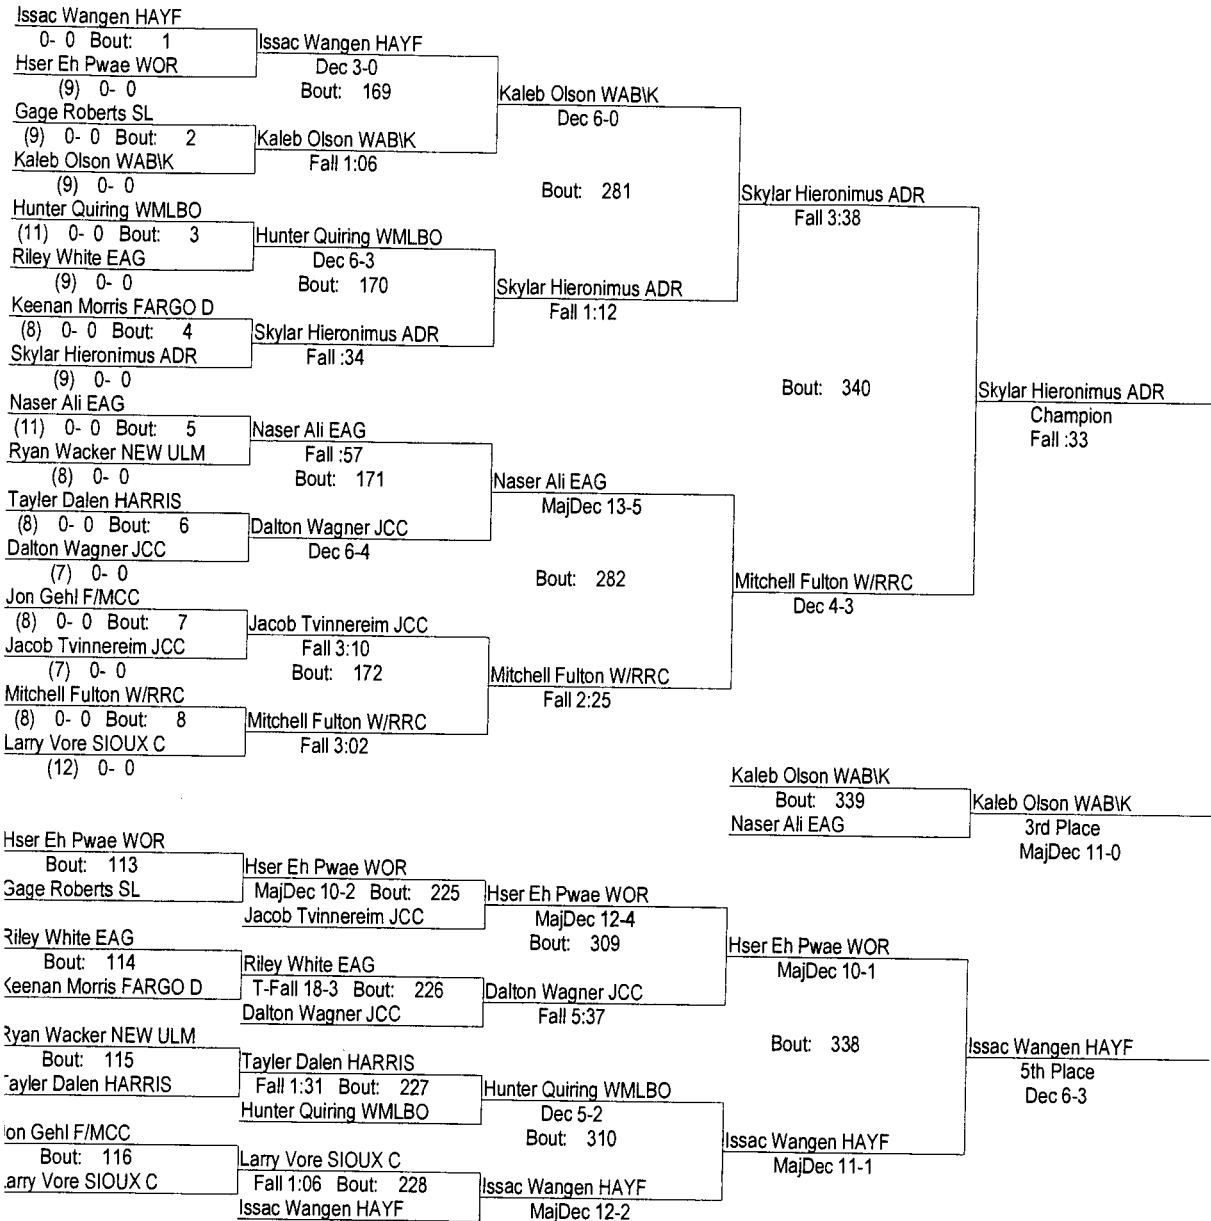 Issac Wangen HAYF
0- 0 Bout: 1
Hser Eh Pwae WOR
(9) 0- 0
Gage Roberts SL
(9) 0- 0 Bout: 2
Kaleb Olson WAB\K
(9) 0- 0
Hunter Quiring WMLBO
(11) 0- 0 Bout: 3
Riley White EAG
(9) 0- 0
Keenan Morris FARGO D
(8) 0- 0 Bout: 4
Skylar Hieronimus ADR
(9) 0- 0
Naser Ali EAG
(11) 0- 0 Bout: 5
Ryan Wacker NEW ULM
(8) 0- 0
Tayler Dalen HARRIS
(8) 0- 0 Bout: 6
Dalton Wagner JCC
(7) 0- 0
Jon Gehl F/MCC
(8) 0- 0 Bout: 7
Jacob Tvinnereim JCC
(7) 0- 0
Mitchell Fulton W/RRC
(8) 0- 0 Bout: 8
Larry Vore SIOUX C
(12) 0- 0
Issac Wangen HAYF
Dec 3-0
Bout: 169
Kaleb Olson WAB\K
Fall 1:06
Hunter Quiring WMLBO
Dec 6-3
Bout: 170
Skylar Hieronimus ADR
Fall :34
Naser Ali EAG
Fall :57
Bout: 171
Dalton Wagner JCC
Dec 6-4
Jacob Tvinnereim JCC
Fall 3:10
Bout: 172
Mitchell Fulton W/RRC
Fall 3:02
Kaleb Olson WAB\K
Dec 6-0
Bout: 281
Skylar Hieronimus ADR
Fall 1:12
Naser Ali EAG
MajDec 13-5
Bout: 282
Mitchell Fulton W/RRC
Fall 2:25
Skylar Hieronimus ADR
Fall 3:38
Bout: 340
Mitchell Fulton W/RRC
Dec 4-3
Skylar Hieronimus ADR
Champion
Fall :33
Kaleb Olson WAB\K
Bout: 339
Naser Ali EAG
Kaleb Olson WAB\K
3rd Place
MajDec 11-0
Hser Eh Pwae WOR
Bout: 113
Gage Roberts SL
Riley White EAG
Bout: 114
Keenan Morris FARGO D
Ryan Wacker NEW ULM
Bout: 115
Tayler Dalen HARRIS
Jon Gehl F/MCC
Bout: 116
Larry Vore SIOUX C
Hser Eh Pwae WOR
MajDec 10-2 Bout: 225
Jacob Tvinnereim JCC
Riley White EAG
T-Fall 18-3 Bout: 226
Dalton Wagner JCC
Tayler Dalen HARRIS
Fall 1:31 Bout: 227
Hunter Quiring WMLBO
Larry Vore SIOUX C
Fall 1:06 Bout: 228
Issac Wangen HAYF
Hser Eh Pwae WOR
MajDec 12-4
Bout: 309
Dalton Wagner JCC
Fall 5:37
Hunter Quiring WMLBO
Dec 5-2
Bout: 310
Issac Wangen HAYF
MajDec 12-2
Hser Eh Pwae WOR
MajDec 10-1
Bout: 338
Issac Wangen HAYF
MajDec 11-1
Issac Wangen HAYF
5th Place
Dec 6-3